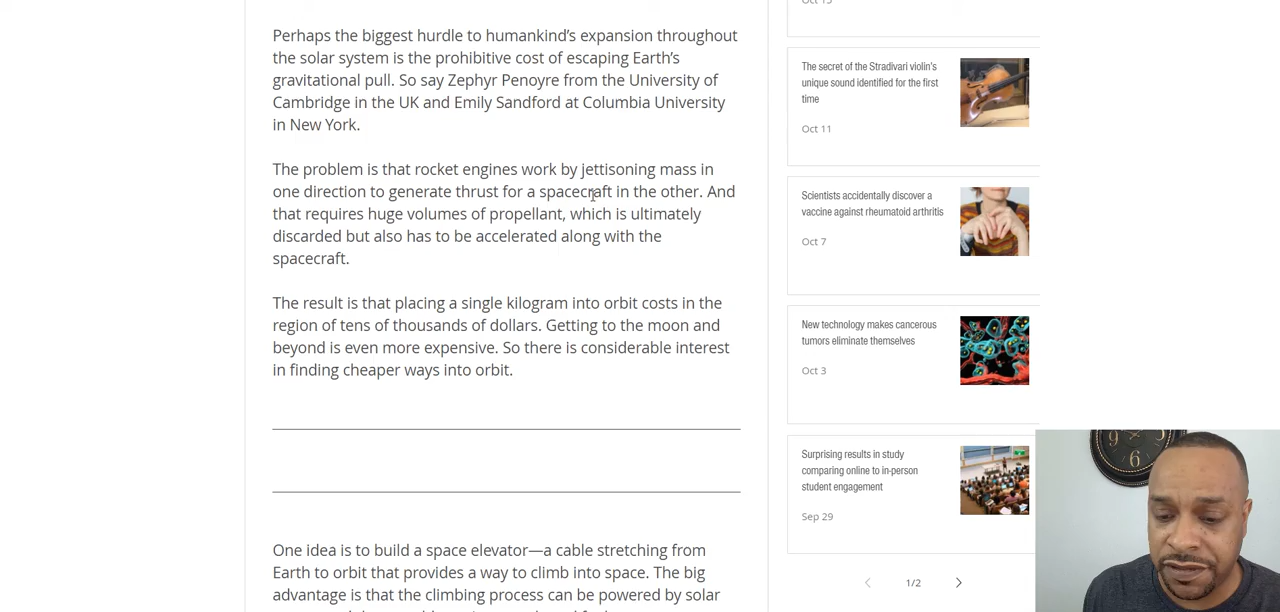 Perhaps the biggest hurdle to humankind’s expansion throughout
the solar system is the prohibitive cost of escaping Earth’s
gravitational pull. So say Zephyr Penoyre from the University of
Cambridge in the UK and Emily Sandford at Columbia University
in New York.
The problem is that rocket engines work by jettisoning mass in
one direction to generate thrust for a spacecraft in the other. And
that requires huge volumes of propellant, which is ultimately
discarded but also has to be accelerated along with the
spacecraft.
The result is that placing a single kilogram into orbit costs in the
region of tens of thousands of dollars. Getting to the moon and
beyond is even more expensive. So there is considerable interest
in finding cheaper ways into orbit.
One idea is to build a space elevator—a cable stretching from
Earth to orbit that provides a way to climb into space. The big
advantage is that the climbing process can be powered by solar
The secret of the Stradivari violin's
unique sound identified for the first
time
Oct 11
Scientists accidentally discover a
vaccine against rheumatoid arthritis
Oct 7
New technology makes cancerous
tumors eliminate themselves
Oct 3
Surprising results in study
comparing online to in-person
student engagement
Sep 29
1/2